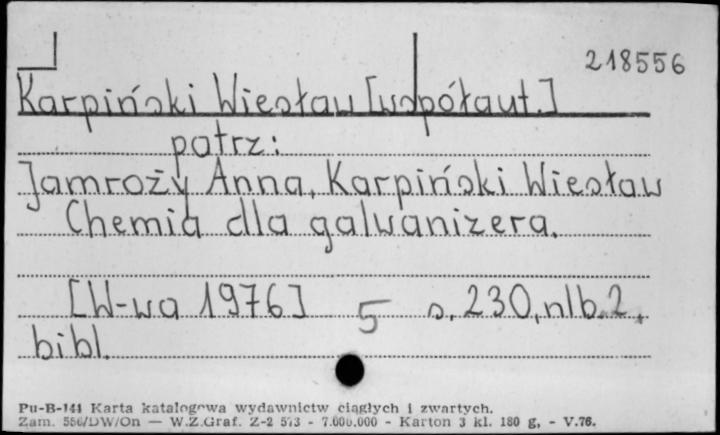 218556
Karpiński Wiesław [współaut.]
patrz:
Jamroży Anna, Karpiński Wiesław
Chemia dla galwanizera.
[W-wa 1976] 5 s. 230, nlb. 2,
bibl.
Pu-B-144 Karta katalogowa wydawnictw ciągłych i zwartych.
Zam. 556/DW/On — W.Z.Graf. Z-2 573 - 7.000.000 - Karton 3 kl. 180 g, - V.76.